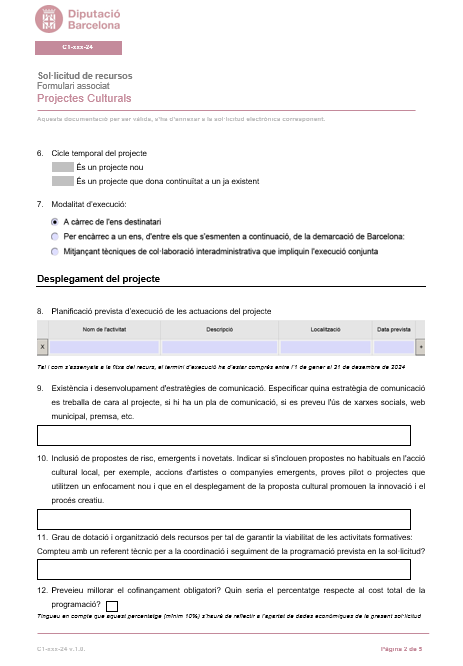 Diputació
Barcelona
C1-xxx-24
Sol·licitud de recursos
Formulari associat
Projectes Culturals
Aquesta documentació per ser vàlida, s'ha d'annexar a la sol·licitud electrònica corresponent.
6. Cicle temporal del projecte
És un projecte nou
És un projecte que dona continuïtat a un ja existent
7. Modalitat d'execució:
A càrrec de l'ens destinatari
Per encàrrec a un ens, d'entre els que s'esmenten a continuació, de la demarcació de Barcelona:
Mitjançant tècniques de col·laboració interadministrativa que impliquin l'execució conjunta
Desplegament del projecte
8. Planificació prevista d'execució de les actuacions del projecte
Nom de l'activitat Descripció Localització Data prevista
X +
Tal i com s'assenyala a la fitxa del recurs, el termini d'execució ha d'estar comprés entre l'1 de gener al 31 de desembre de 2024
9. Existència i desenvolupament d'estratègies de comunicació. Especificar quina estratègia de comunicació
es treballa de cara al projecte, si hi ha un pla de comunicació, si es preveu l'ús de xarxes socials, web
municipal, premsa, etc.
10. Inclusió de propostes de risc, emergents i novetats. Indicar si s'inclouen propostes no habituals en l'acció
cultural local, per exemple, accions d'artistes o companyies emergents, proves pilot o projectes que
utilitzen un enfocament nou i que en el desplegament de la proposta cultural promouen la innovació i el
procés creatiu.
11. Grau de dotació i organització dels recursos per tal de garantir la viabilitat de les activitats formatives:
Compteu amb un referent tècnic per a la coordinació i seguiment de la programació prevista en la sol·licitud?
12. Preveieu millorar el cofinançament obligatori? Quin seria el percentatge respecte al cost total de la
programació?
Tingueu en compte que aquest percentatge (mínim 10%) s'haurà de reflectir a l'apartat de dades econòmiques de la present sol·licitud
C1-xxx-24 v.1.0. Pàgina 2 de 5